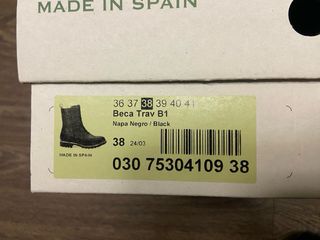 MADE IN SPAIN
36 37 38 39 40 41
Beca Trav B1
Napa Negro / Black
38 24/03
MADE IN SPAIN
030 75304109 38